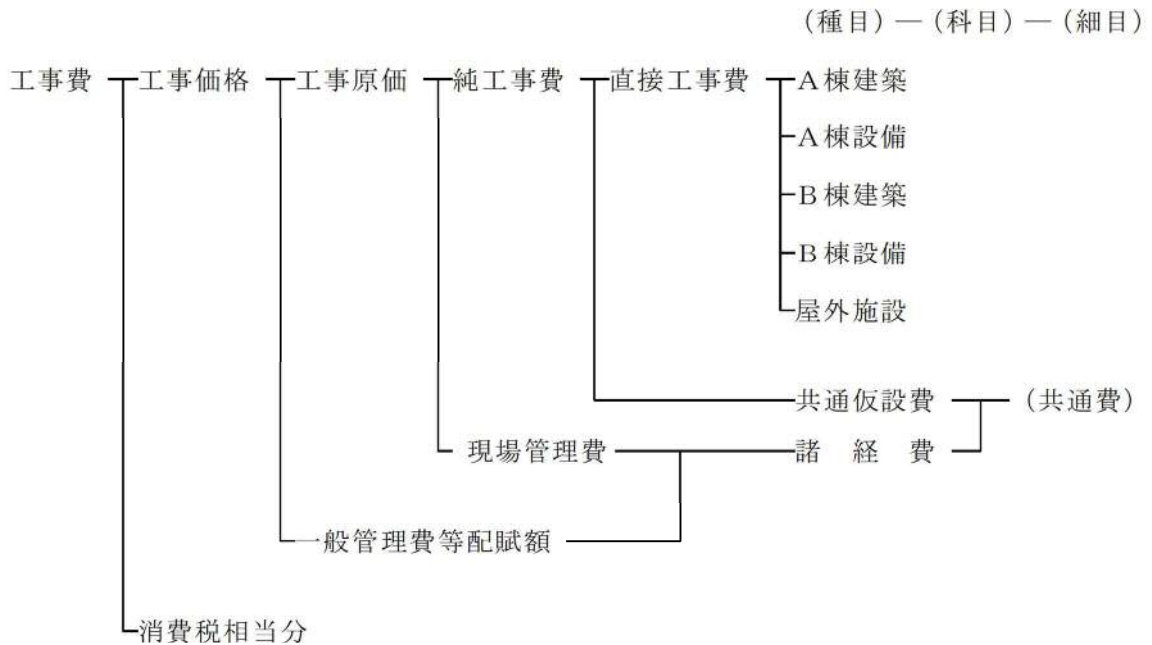 （種目）―（科目）―（細目）
工事費 工事価格 工事原価 純工事費 直接工事費 Ａ棟建築
Ａ棟設備
Ｂ棟建築
Ｂ棟設備
屋外施設
共通仮設費 （共通費）
現場管理費 諸経費
一般管理費等配賦額
消費税相当分